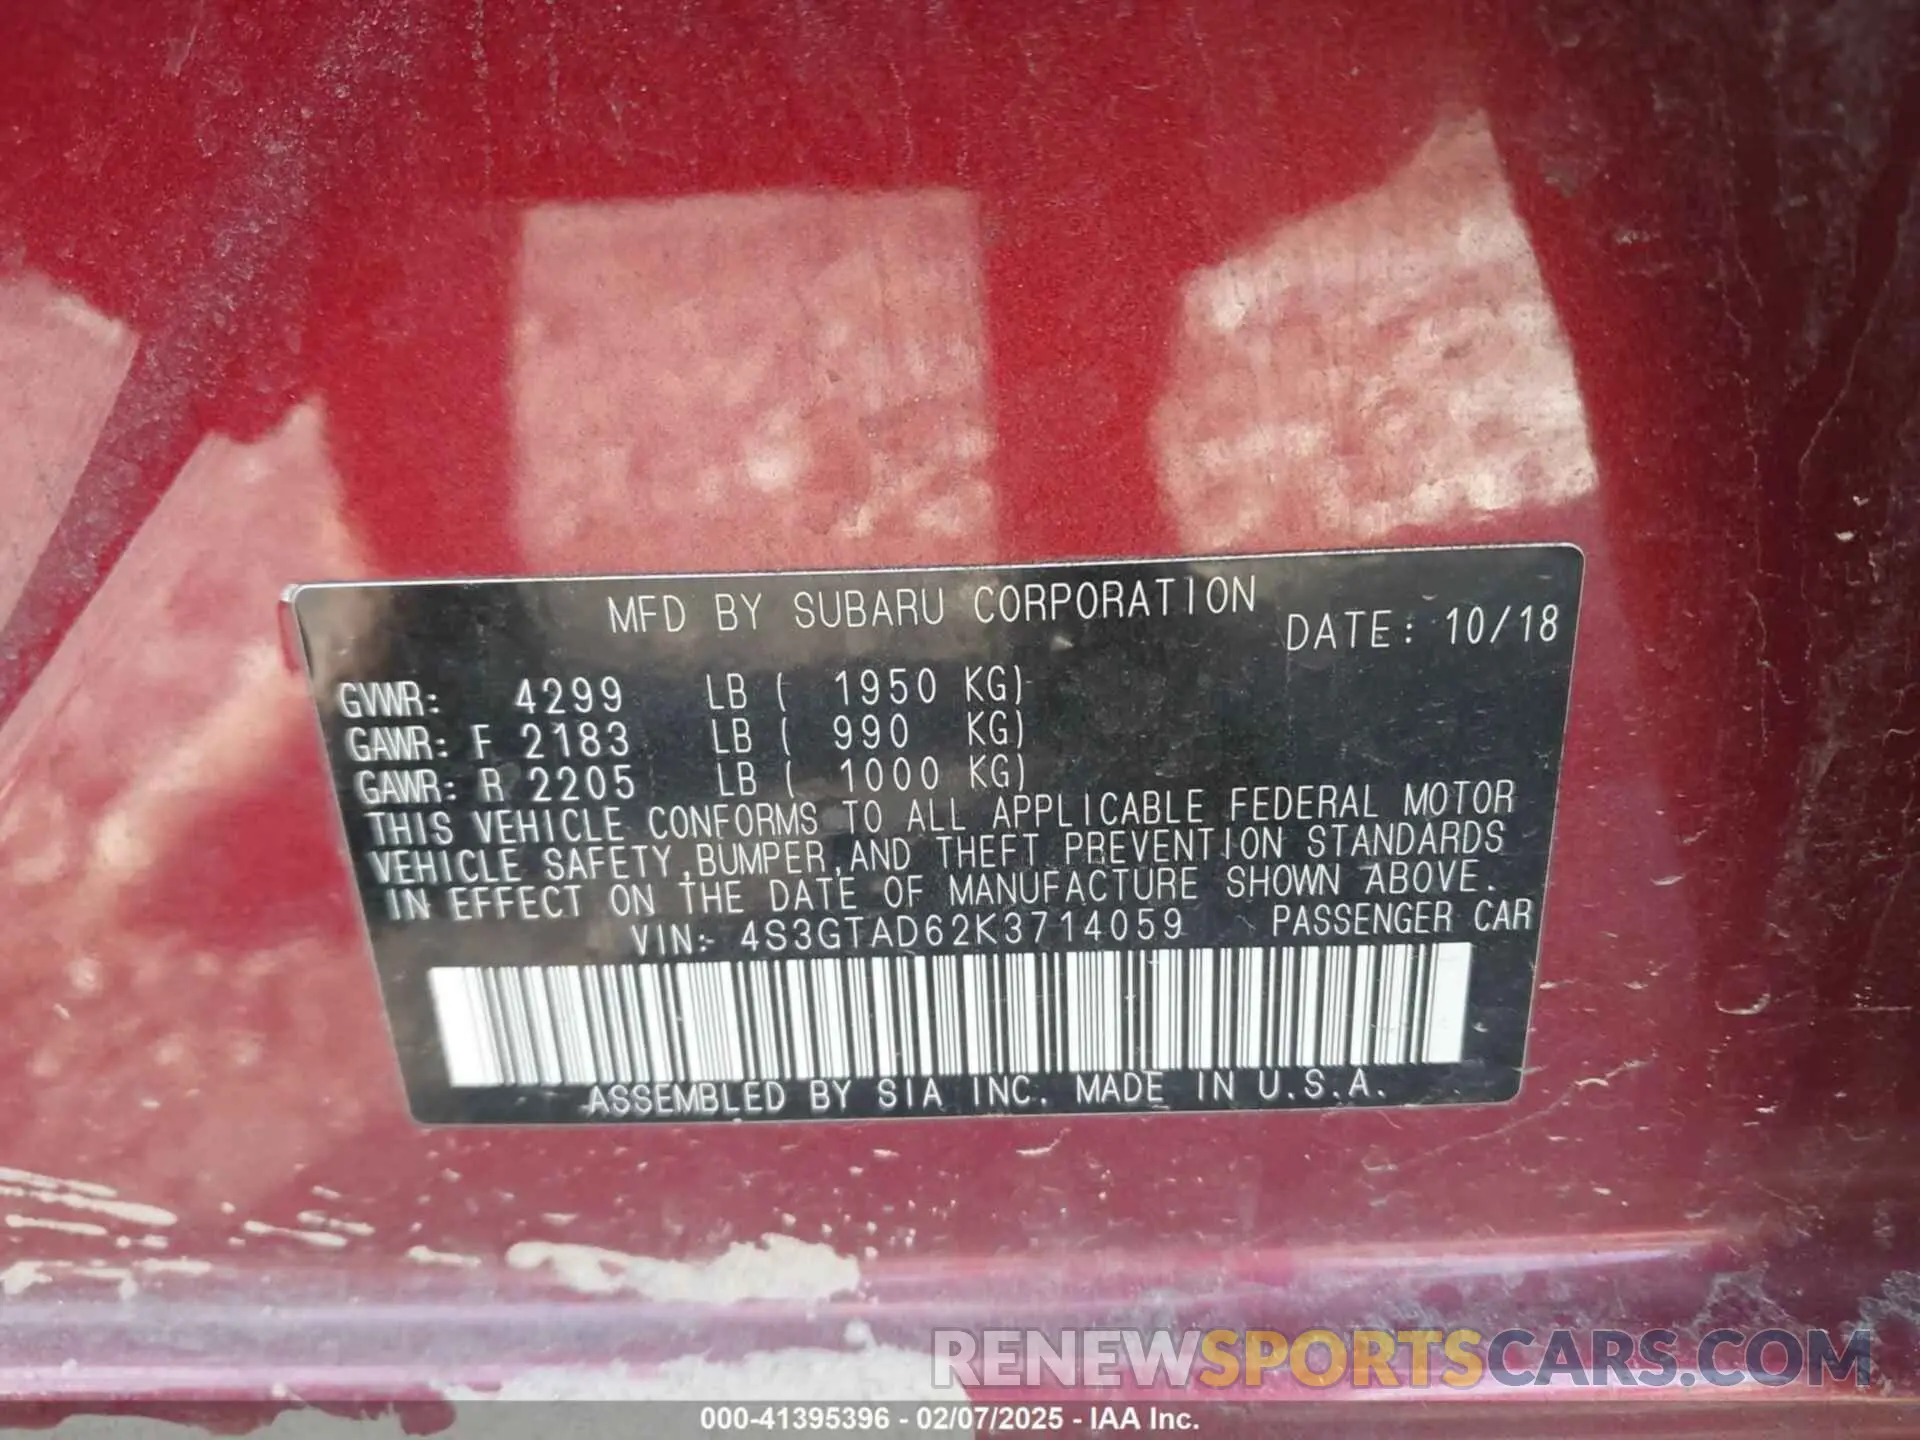 MFD BY SUBARU CORPORATION
DATE: 10/18
GVWR: 4299 LB ( 1950 KG)
GAWR: F 2183 LB ( 990 KG)
GAWR: R 2205 LB ( 1000 KG)
THIS VEHICLE CONFORMS TO ALL APPLICABLE FEDERAL MOTOR
VEHICLE SAFETY,BUMPER,AND THEFT PREVENTION STANDARDS
IN EFFECT ON THE DATE OF MANUFACTURE SHOWN ABOVE.
VIN: 4S3GTAD62K3714059 PASSENGER CAR
ASSEMBLED BY SIA INC. MADE IN U.S.A.
RENEWSPORTSCARS.COM
000-41395396 - 02/07/2025 - IAA Inc.